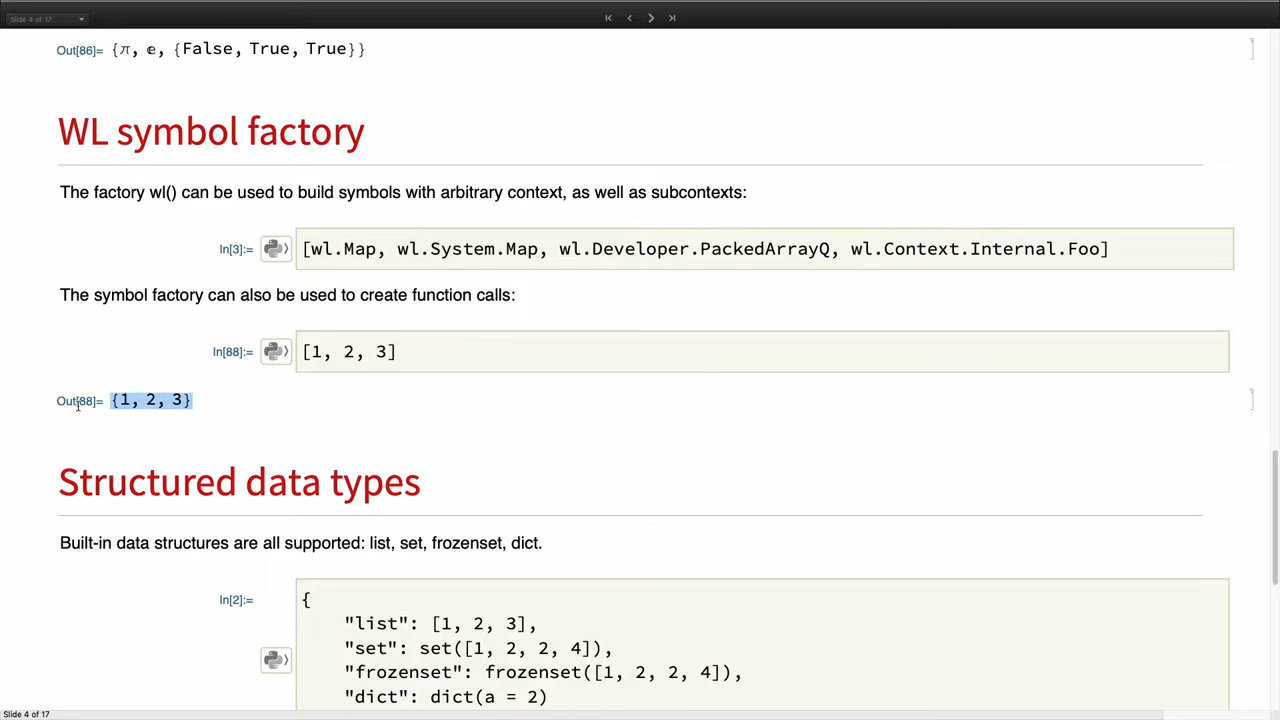 Slide 4 of 17
Out[86]= {π, ⅇ, {False, True, True}}
WL symbol factory
The factory wl() can be used to build symbols with arbitrary context, as well as subcontexts:
In[3]:= [wl.Map, wl.System.Map, wl.Developer.PackedArrayQ, wl.Context.Internal.Foo]
The symbol factory can also be used to create function calls:
In[88]:= [1, 2, 3]
Out[88]= {1, 2, 3}
Structured data types
Built-in data structures are all supported: list, set, frozenset, dict.
In[2]:= {
"list": [1, 2, 3],
"set": set([1, 2, 2, 4]),
"frozenset": frozenset([1, 2, 2, 4]),
"dict": dict(a = 2)
Slide 4 of 17